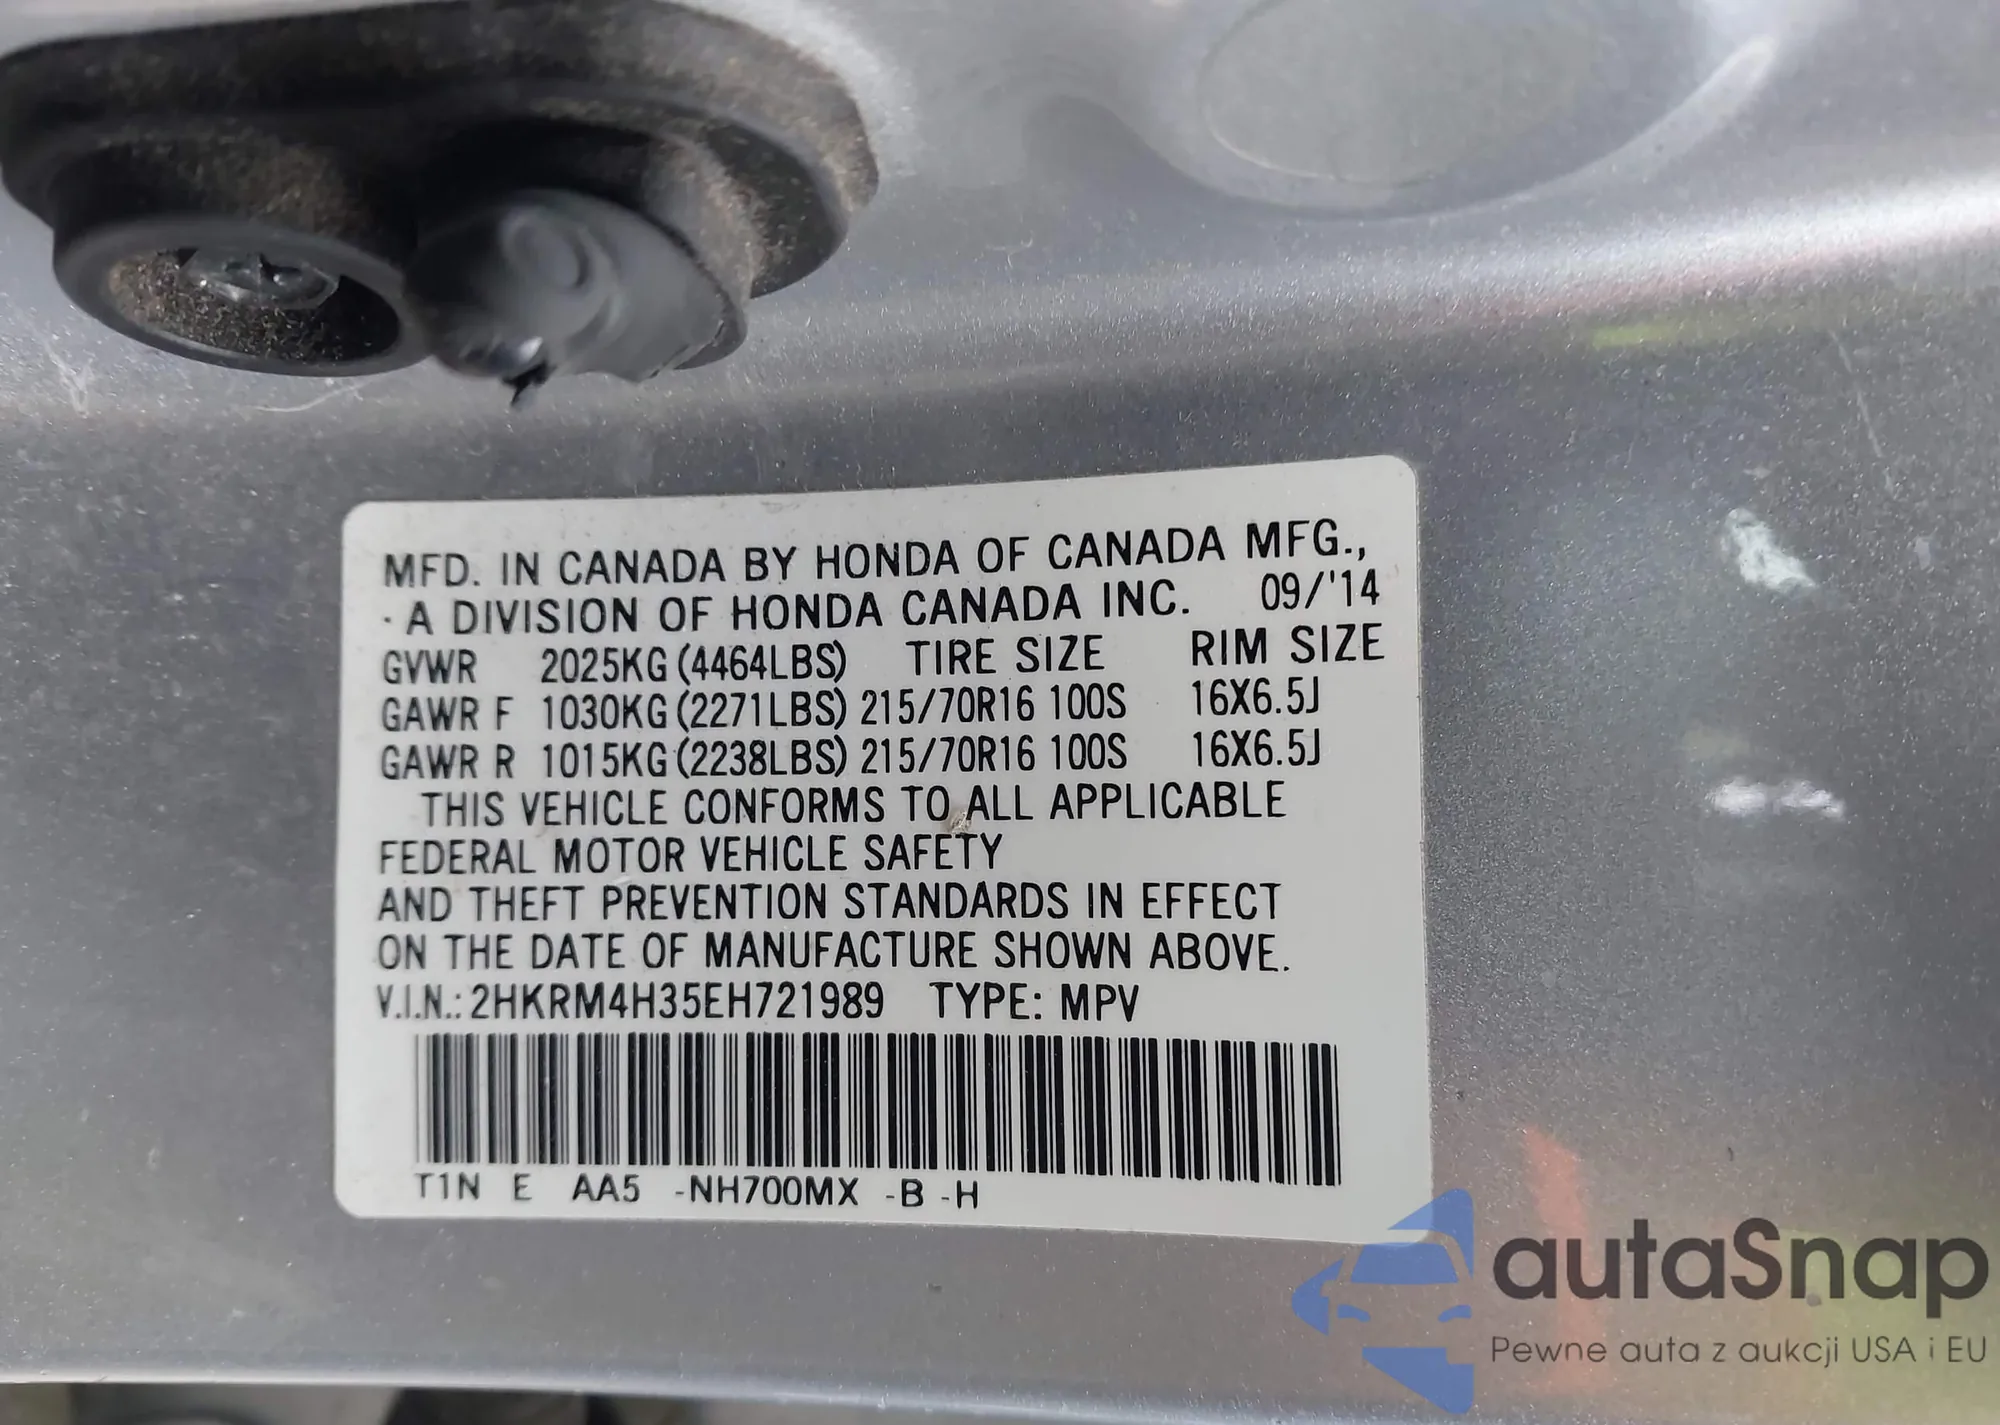 MFD. IN CANADA BY HONDA OF CANADA MFG.,
· A DIVISION OF HONDA CANADA INC. 09/'14
GVWR 2025KG (4464LBS) TIRE SIZE RIM SIZE
GAWR F 1030KG (2271LBS) 215/70R16 100S 16X6.5J
GAWR R 1015KG (2238LBS) 215/70R16 100S 16X6.5J
THIS VEHICLE CONFORMS TO ALL APPLICABLE
FEDERAL MOTOR VEHICLE SAFETY
AND THEFT PREVENTION STANDARDS IN EFFECT
ON THE DATE OF MANUFACTURE SHOWN ABOVE.
V.I.N.: 2HKRM4H35EH721989 TYPE: MPV
T1N E AA5 -NH700MX -B -H
autaSnap
Pewne auta z aukcji USA i EU